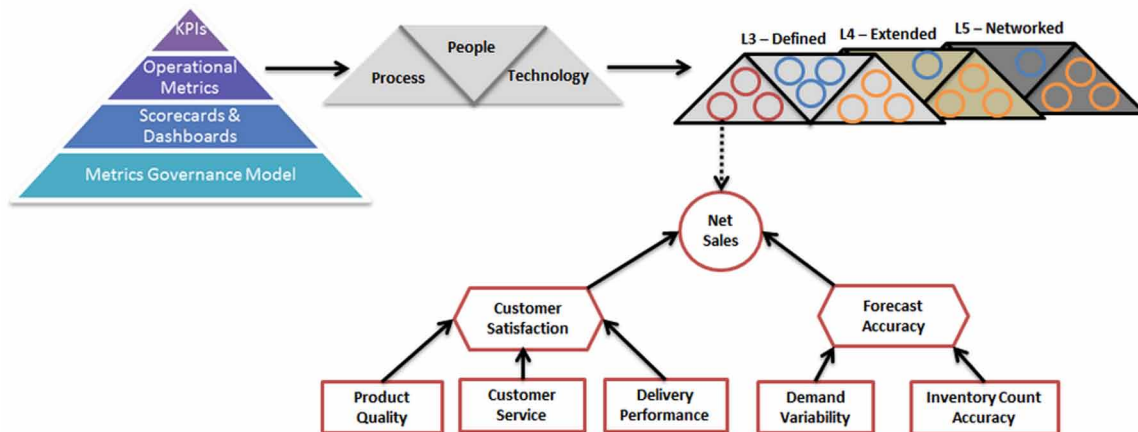 KPIs
Operational
Metrics
Scorecards &
Dashboards
Metrics Governance Model
Process
People
Technology
L3 – Defined
L4 – Extended
L5 – Networked
Net
Sales
Customer
Satisfaction
Forecast
Accuracy
Product
Quality
Customer
Service
Delivery
Performance
Demand
Variability
Inventory Count
Accuracy